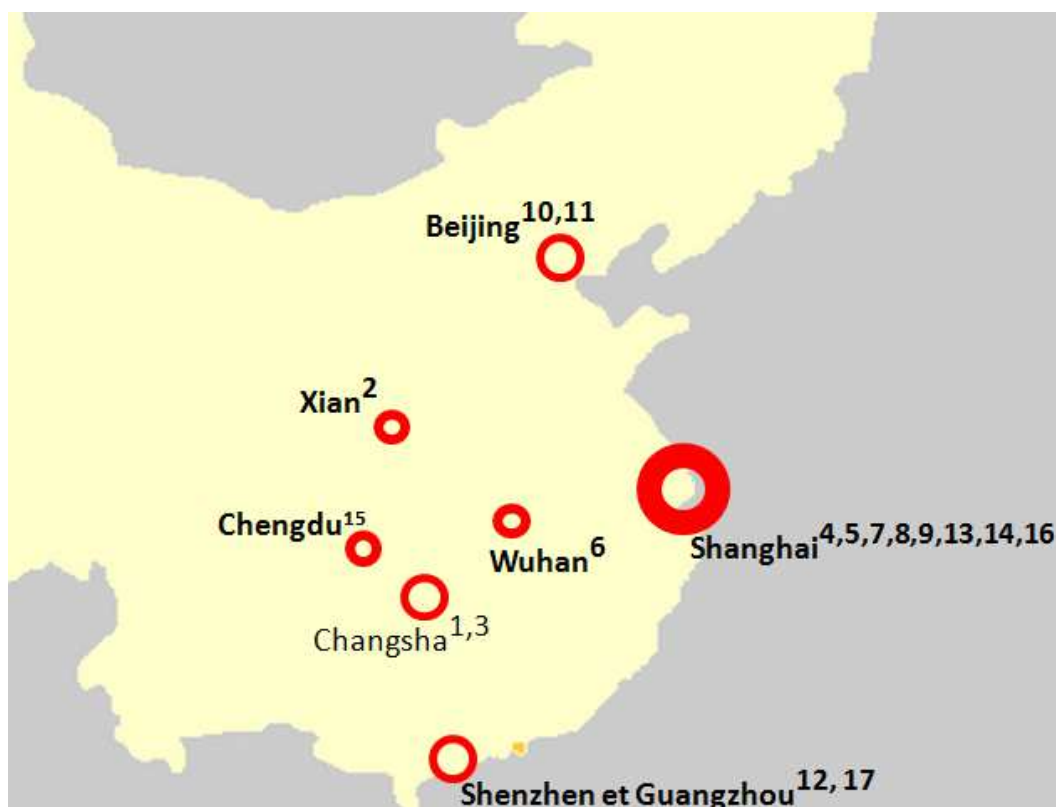 Beijing10,11
Xian2
Chengdu15
Wuhan6
Shanghai4,5,7,8,9,13,14,16
Changsha1,3
Shenzhen et Guangzhou12, 17